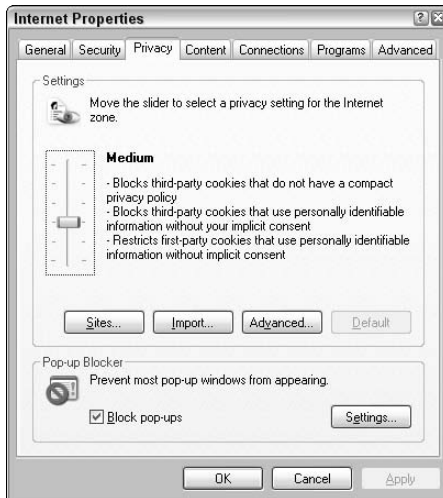 Internet Properties
General Security Privacy Content Connections Programs Advanced
Settings
Move the slider to select a privacy setting for the Internet
zone.
Medium
- Blocks third-party cookies that do not have a compact
privacy policy
- Blocks third-party cookies that use personally identifiable
information without your implicit consent
- Restricts first-party cookies that use personally identifiable
information without implicit consent
Sites... Import... Advanced... Default
Pop-up Blocker
Prevent most pop-up windows from appearing.
Block pop-ups Settings...
OK Cancel Apply